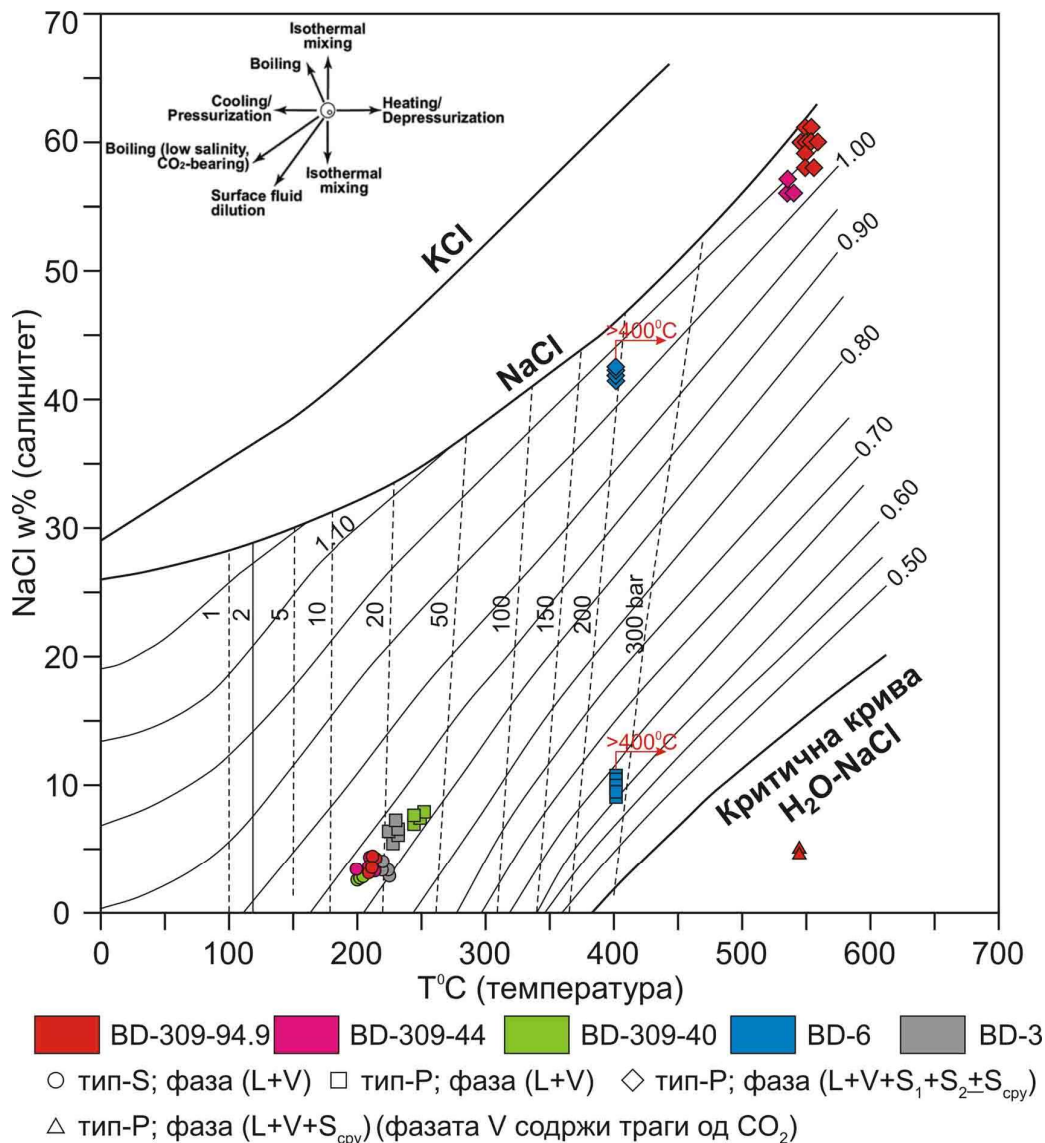 70
60
50
40
30
20
10
0
NaCl w% (салинитет)
Isothermal
mixing
Boiling
Cooling/
Pressurization
Heating/
Depressurization
Boiling (low salinity,
CO₂-bearing)
Isothermal
mixing
Surface fluid
dilution
KCl
NaCl
1.00
0.90
0.80
0.70
0.60
0.50
1.10
>400⁰C
1
2
5
10
20
50
100
150
200
300 bar
>400⁰C
Критична крива
H₂O-NaCl
0
100
200
300
400
500
600
700
T⁰C (температура)
BD-309-94.9
BD-309-44
BD-309-40
BD-6
BD-3
тип-S; фаза (L+V)
тип-P; фаза (L+V)
тип-P; фаза (L+V+S₁+S₂±S_cpy)
тип-P; фаза (L+V+S_cpy) (фазата V содржи траги од CO₂)